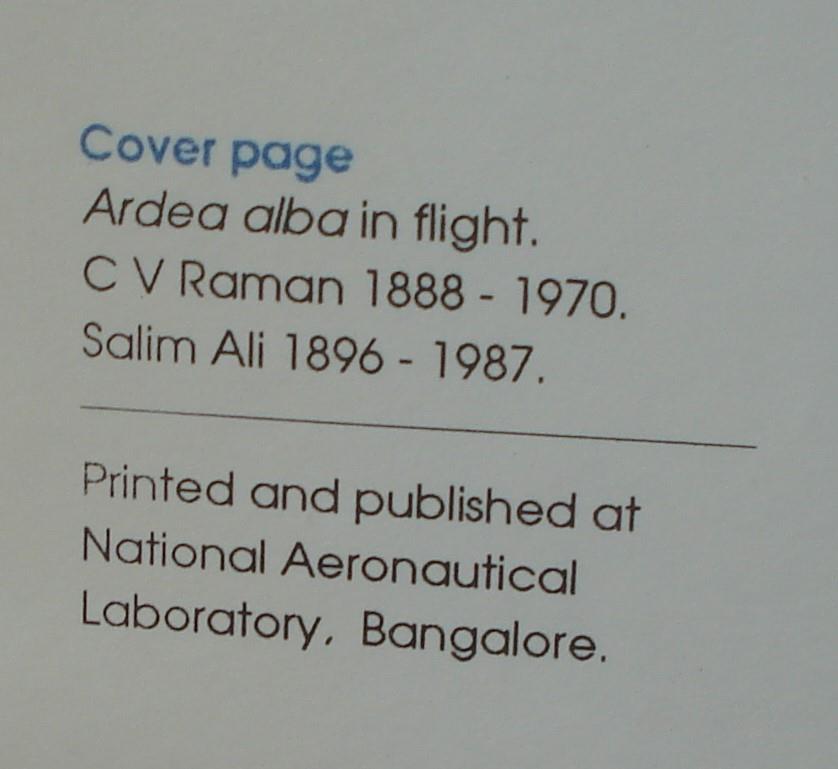 Cover page
Ardea alba in flight.
C V Raman 1888 - 1970.
Salim Ali 1896 - 1987.
Printed and published at
National Aeronautical
Laboratory, Bangalore.